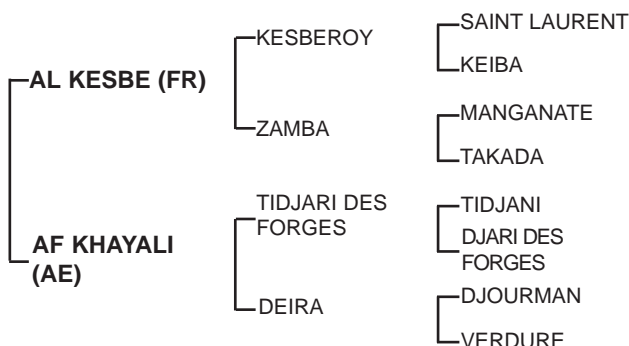 SAINT LAURENT
KESBEROY
KEIBA
AL KESBE (FR)
MANGANATE
ZAMBA
TAKADA
TIDJARI DES
FORGES
TIDJANI
DJARI DES
FORGES
AF KHAYALI
(AE)
DEIRA
DJOURMAN
VERDURE